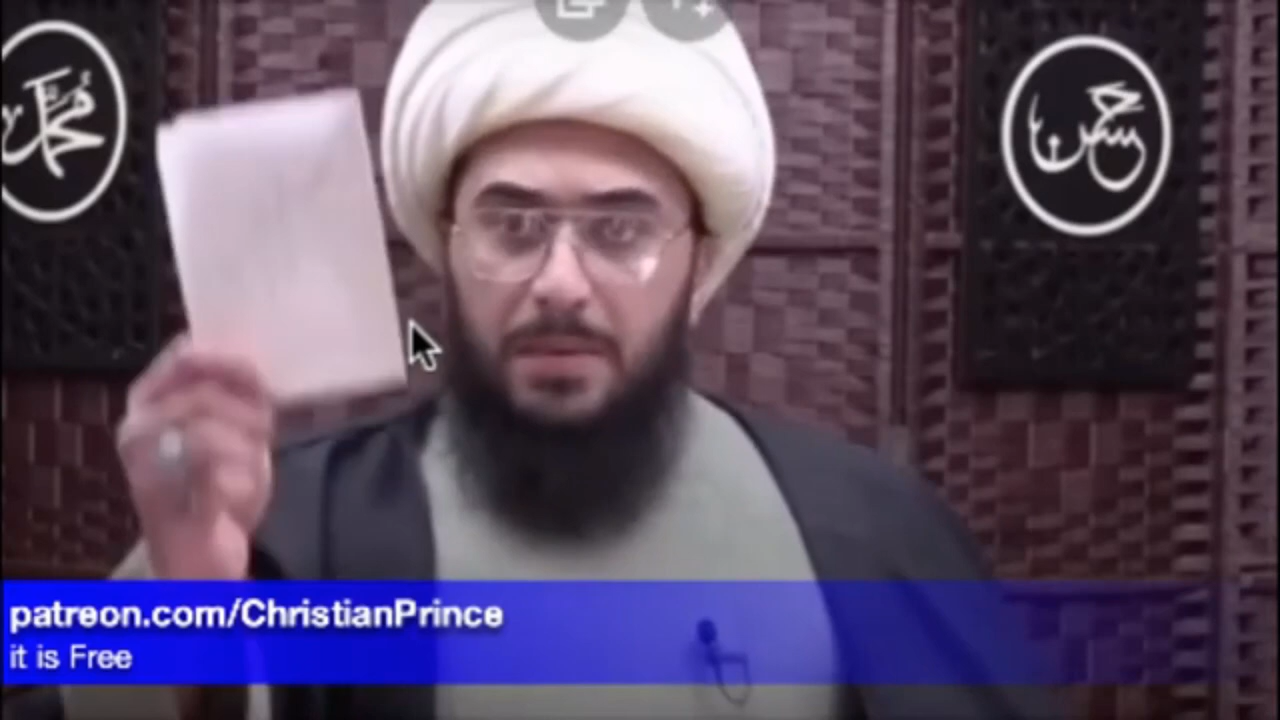 محمد
حسن
patreon.com/ChristianPrince
it is Free